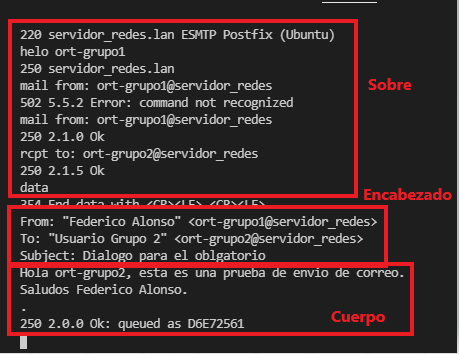 220 servidor_redes.lan ESMTP Postfix (Ubuntu)
helo ort-grupo1
250 servidor_redes.lan
mail from: ort-grupo1@servidor_redes
Sobre
502 5.5.2 Error: command not recognized
mail from: ort-grupo1@servidor_redes
250 2.1.0 Ok
rcpt to: ort-grupo2@servidor_redes
250 2.1.5 Ok
data
Encabezado
354 End data with <CR><LF>.<CR><LF>
From: "Federico Alonso" <ort-grupo1@servidor_redes>
To: "Usuario Grupo 2" <ort-grupo2@servidor_redes>
Subject: Dialogo para el oblgatorio
Hola ort-grupo2, esta es una prueba de envio de correo.
Saludos Federico Alonso.
.
Cuerpo
250 2.0.0 Ok: queued as D6E72561